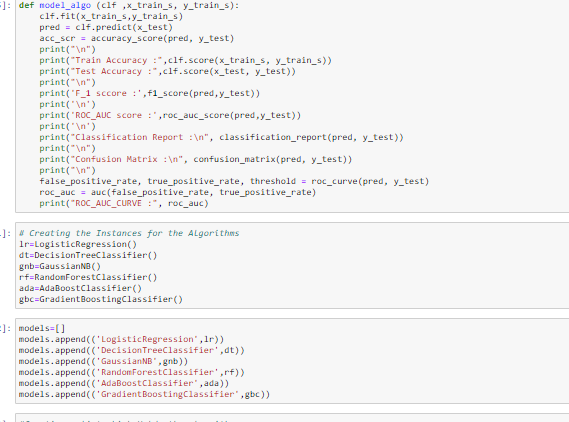 ]: def model_algo (clf ,x_train_s, y_train_s):
clf.fit(x_train_s,y_train_s)
pred = clf.predict(x_test)
acc_scr = accuracy_score(pred, y_test)
print("\n")
print("Train Accuracy :",clf.score(x_train_s, y_train_s))
print("Test Accuracy :",clf.score(x_test, y_test))
print("\n")
print('F_1 sccore :',f1_score(pred,y_test))
print('\n')
print('ROC_AUC score :',roc_auc_score(pred,y_test))
print('\n')
print("Classification Report :\n", classification_report(pred, y_test))
print("\n")
print("Confusion Matrix :\n", confusion_matrix(pred, y_test))
print("\n")
false_positive_rate, true_positive_rate, threshold = roc_curve(pred, y_test)
roc_auc = auc(false_positive_rate, true_positive_rate)
print("ROC_AUC_CURVE :", roc_auc)
]: # Creating the Instances for the Algorithms
lr=LogisticRegression()
dt=DecisionTreeClassifier()
gnb=GaussianNB()
rf=RandomForestClassifier()
ada=AdaBoostClassifier()
gbc=GradientBoostingClassifier()
]: models=[]
models.append(('LogisticRegression',lr))
models.append(('DecisionTreeClassifier',dt))
models.append(('GaussianNB',gnb))
models.append(('RandomForestClassifier',rf))
models.append(('AdaBoostClassifier',ada))
models.append(('GradientBoostingClassifier',gbc))